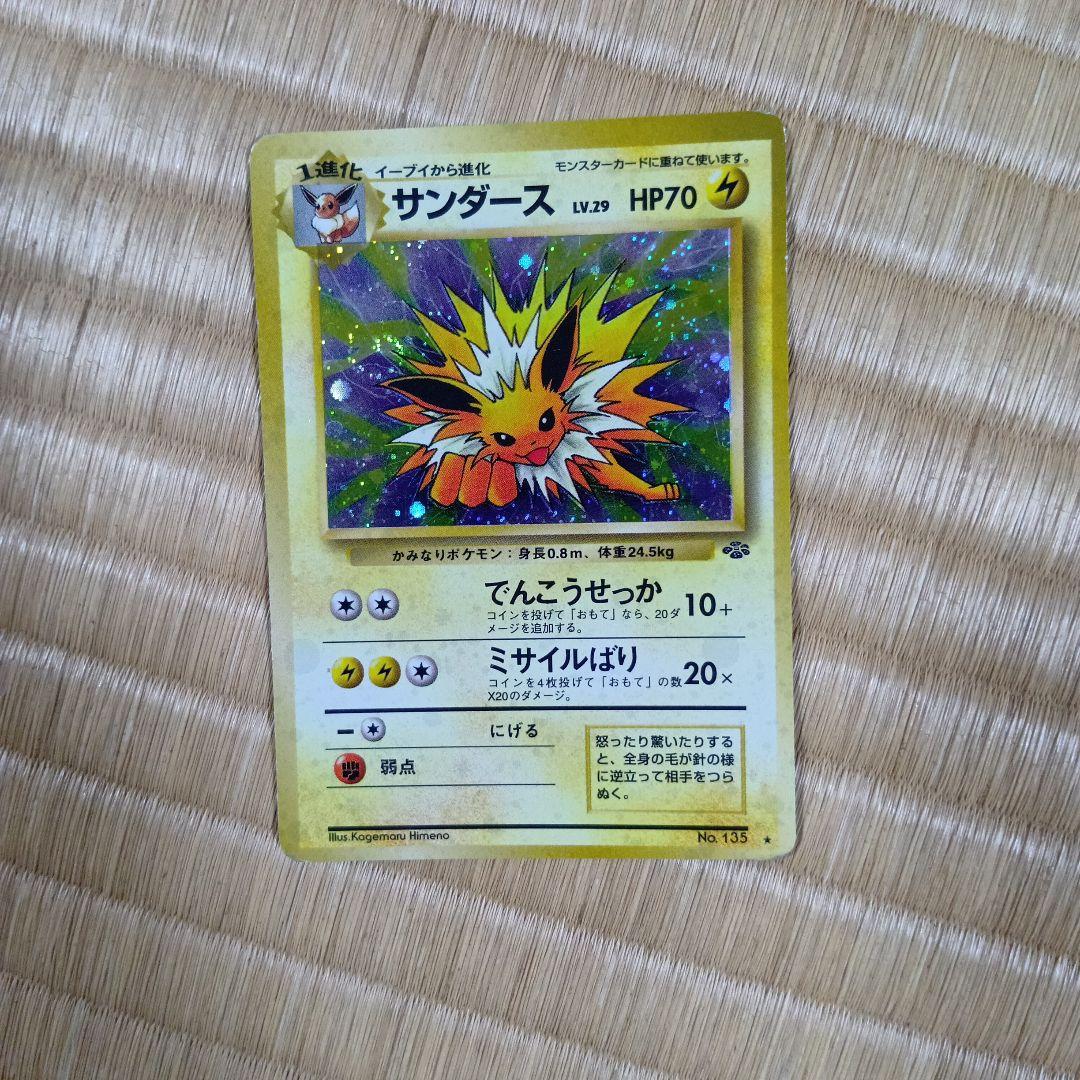 1進化
イーブイから進化
モンスターカードに重ねて使います。
サンダース LV.29 HP70
かみなりポケモン：身長0.8m、体重24.5kg
でんこうせっか 10+
コインを投げて「おもて」なら、20ダ
メージを追加する。
ミサイルばり 20×
コインを4枚投げて「おもて」の数
X20のダメージ。
にげる
弱点
怒ったり驚いたりする
と、全身の毛が針の様
に逆立って相手をつら
ぬく。
Illus.Kagemaru Himeno
No. 135 ★